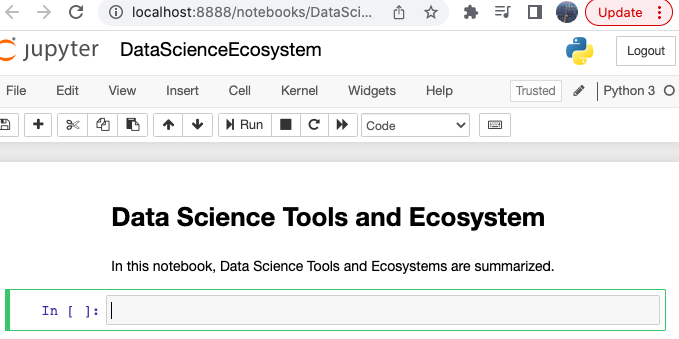 localhost:8888/notebooks/DataSci... Update
jupyter DataScienceEcosystem Logout
File Edit View Insert Cell Kernel Widgets Help Trusted Python 3
Run Code
Data Science Tools and Ecosystem
In this notebook, Data Science Tools and Ecosystems are summarized.
In [ ]: